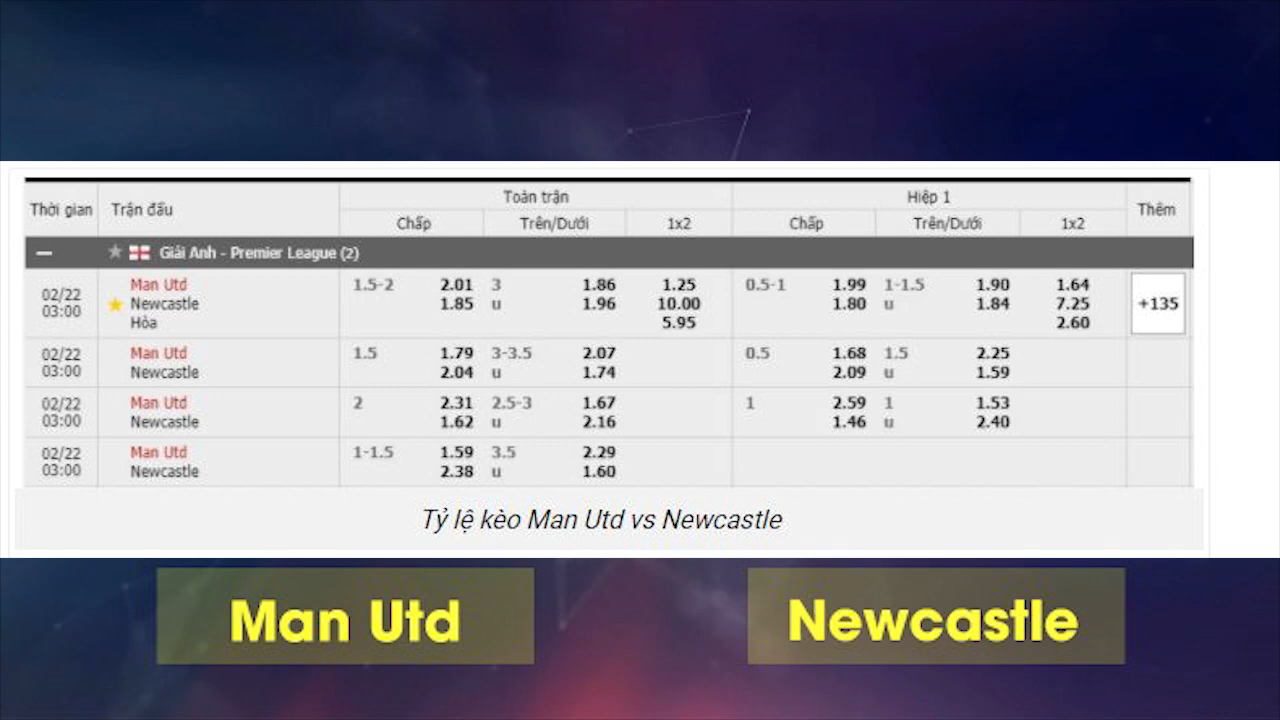 Thời gian Trận đấu Toàn trận Hiệp 1 Thêm
Chấp Trên/Dưới 1x2 Chấp Trên/Dưới 1x2
Giải Anh - Premier League (2)
02/22 03:00 Man Utd 1.5-2 2.01 3 1.86 1.25 0.5-1 1.99 1-1.5 1.90 1.64 +135
Newcastle 1.85 u 1.96 10.00 1.80 u 1.84 7.25
Hòa 5.95 2.60
02/22 03:00 Man Utd 1.5 1.79 3-3.5 2.07 0.5 1.68 1.5 2.25
Newcastle 2.04 u 1.74 2.09 u 1.59
02/22 03:00 Man Utd 2 2.31 2.5-3 1.67 1 2.59 1 1.53
Newcastle 1.62 u 2.16 1.46 u 2.40
02/22 03:00 Man Utd 1-1.5 1.59 3.5 2.29
Newcastle 2.38 u 1.60
Tỷ lệ kèo Man Utd vs Newcastle
Man Utd Newcastle